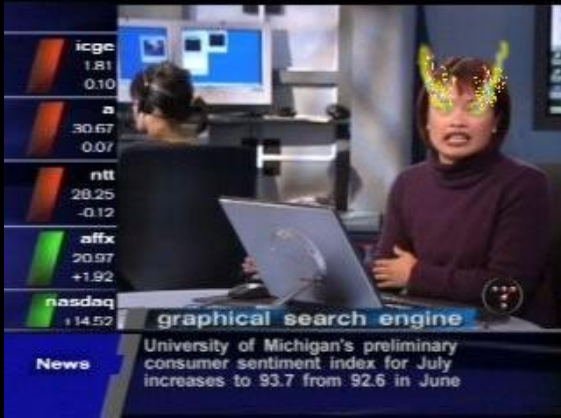 icge
1.81
0.10
a
30.67
0.07
ntt
28.25
-0.12
affx
20.97
+1.92
nasdaq
+14.52
graphical search engine
News
University of Michigan's preliminary
consumer sentiment index for July
increases to 93.7 from 92.6 in June